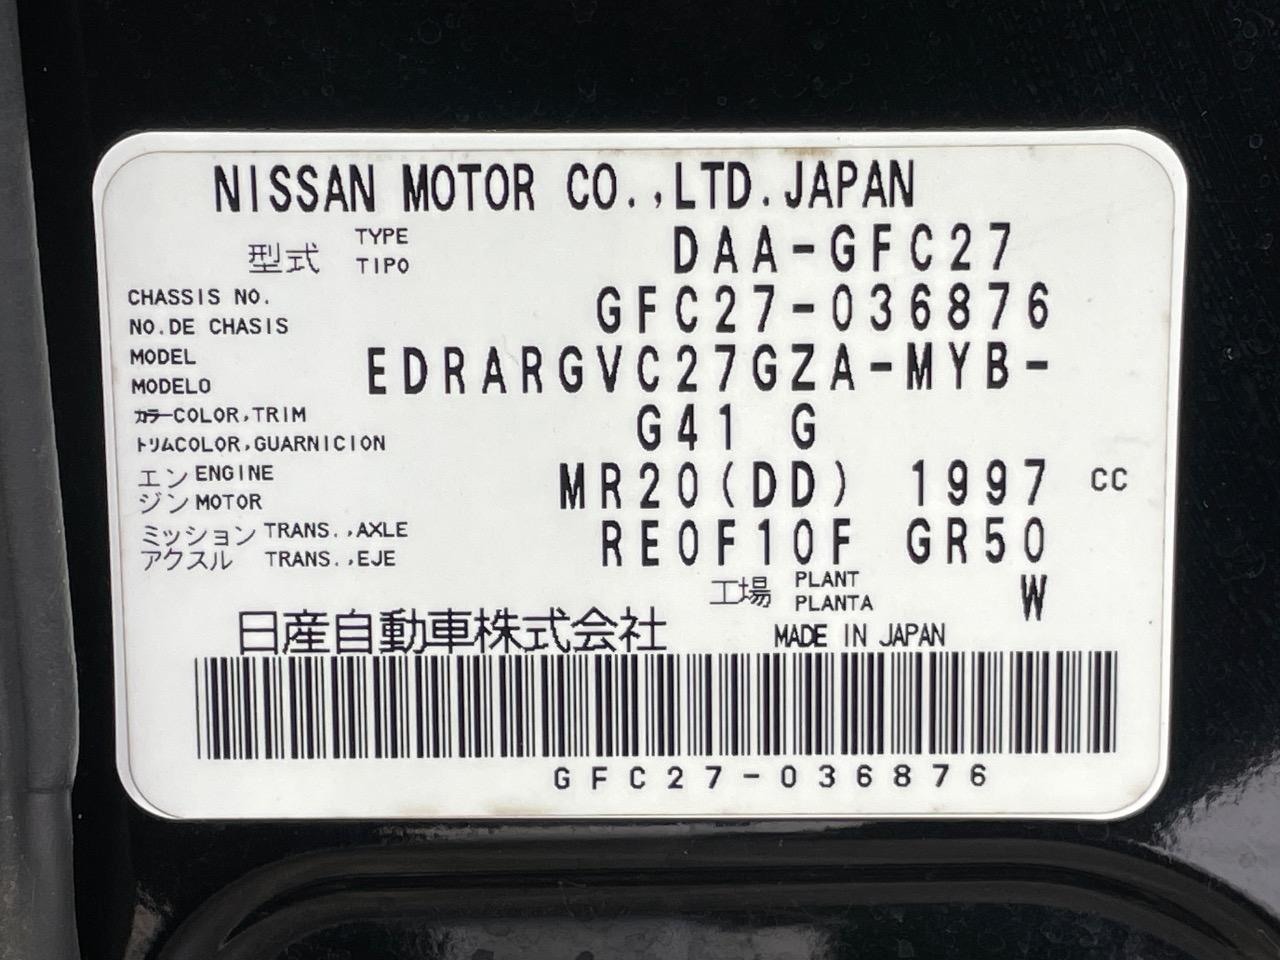 NISSAN MOTOR CO.,LTD.JAPAN
型式 TYPE TIPO DAA-GFC27
CHASSIS NO. GFC27-036876
NO.DE CHASIS
MODEL EDRARGVC27GZA-MYB-
MODELO
カラーCOLOR,TRIM G41 G
トリムCOLOR,GUARNICION
エン ENGINE MR20(DD) 1997 CC
ジン MOTOR
ミッション TRANS.,AXLE RE0F10F GR50
アクスル TRANS.,EJE
工場 PLANT PLANTA W
日産自動車株式会社 MADE IN JAPAN
GFC27-036876